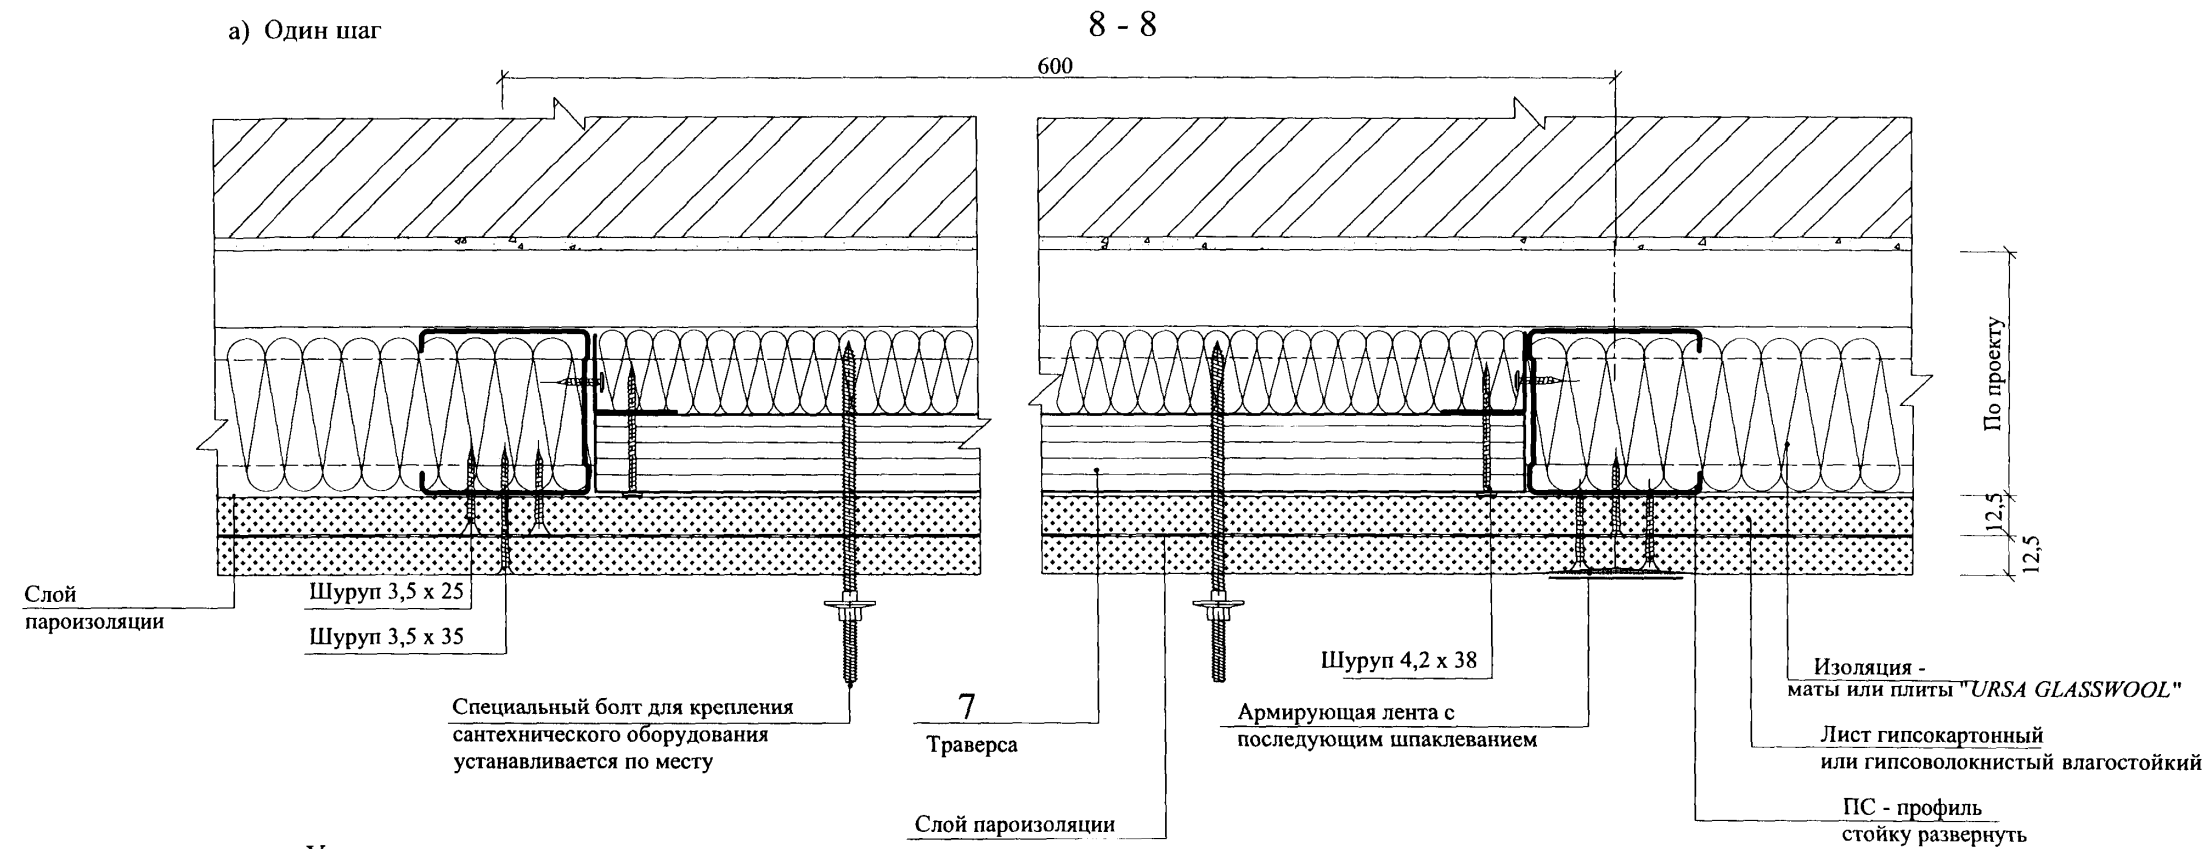 а) Один шаг
8 - 8
600
По проекту
12,5
12,5
Слой
пароизоляции
Шуруп 3,5 х 25
Шуруп 3,5 х 35
Специальный болт для крепления
сантехнического оборудования
устанавливается по месту
7
Траверса
Слой пароизоляции
Шуруп 4,2 х 38
Армирующая лента с
последующим шпаклеванием
Изоляция -
маты или плиты "URSA GLASSWOOL"
Лист гипсокартонный
или гипсоволокнистый влагостойкий
ПС - профиль
стойку развернуть